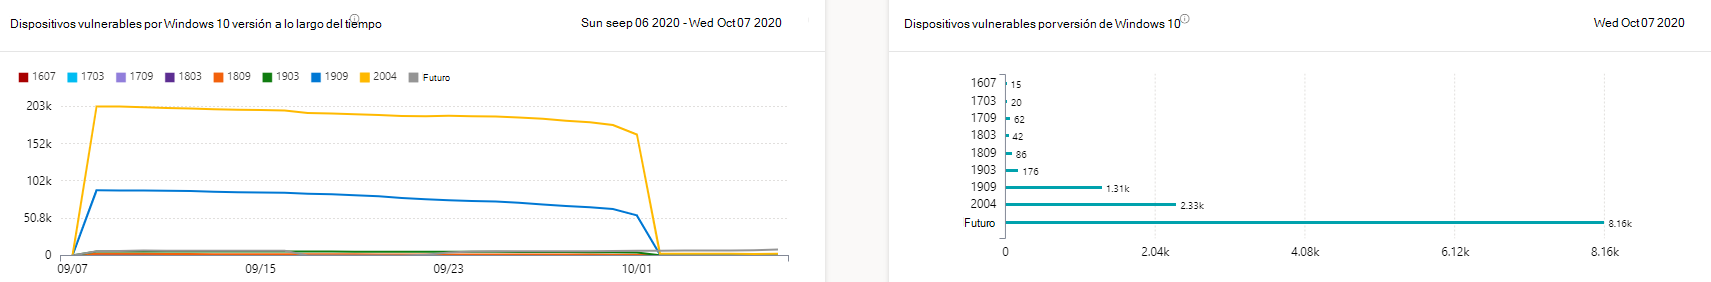 Dispositivos vulnerables por Windows 10 versión a lo largo del tiempo
Sun seep 06 2020 - Wed Oct 07 2020
1607 1703 1709 1803 1809 1903 1909 2004 Futuro
203k
152k
102k
50.8k
0
09/07 09/15 09/23 10/01
Dispositivos vulnerables por versión de Windows 10
Wed Oct 07 2020
1607 15
1703 20
1709 62
1803 42
1809 86
1903 176
1909 1.31k
2004 2.33k
Futuro 8.16k
0 2.04k 4.08k 6.12k 8.16k